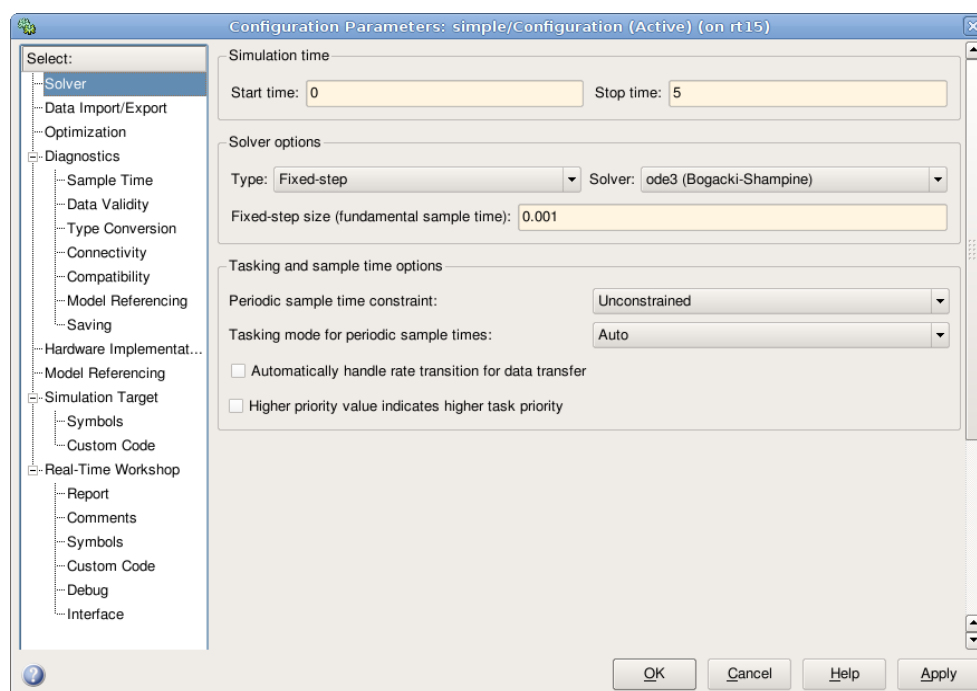 Configuration Parameters: simple/Configuration (Active) (on rt15)
Select:
Solver
Data Import/Export
Optimization
Diagnostics
Sample Time
Data Validity
Type Conversion
Connectivity
Compatibility
Model Referencing
Saving
Hardware Implementat...
Model Referencing
Simulation Target
Symbols
Custom Code
Real-Time Workshop
Report
Comments
Symbols
Custom Code
Debug
Interface
Simulation time
Start time: 0 Stop time: 5
Solver options
Type: Fixed-step Solver: ode3 (Bogacki-Shampine)
Fixed-step size (fundamental sample time): 0.001
Tasking and sample time options
Periodic sample time constraint: Unconstrained
Tasking mode for periodic sample times: Auto
Automatically handle rate transition for data transfer
Higher priority value indicates higher task priority
OK Cancel Help Apply